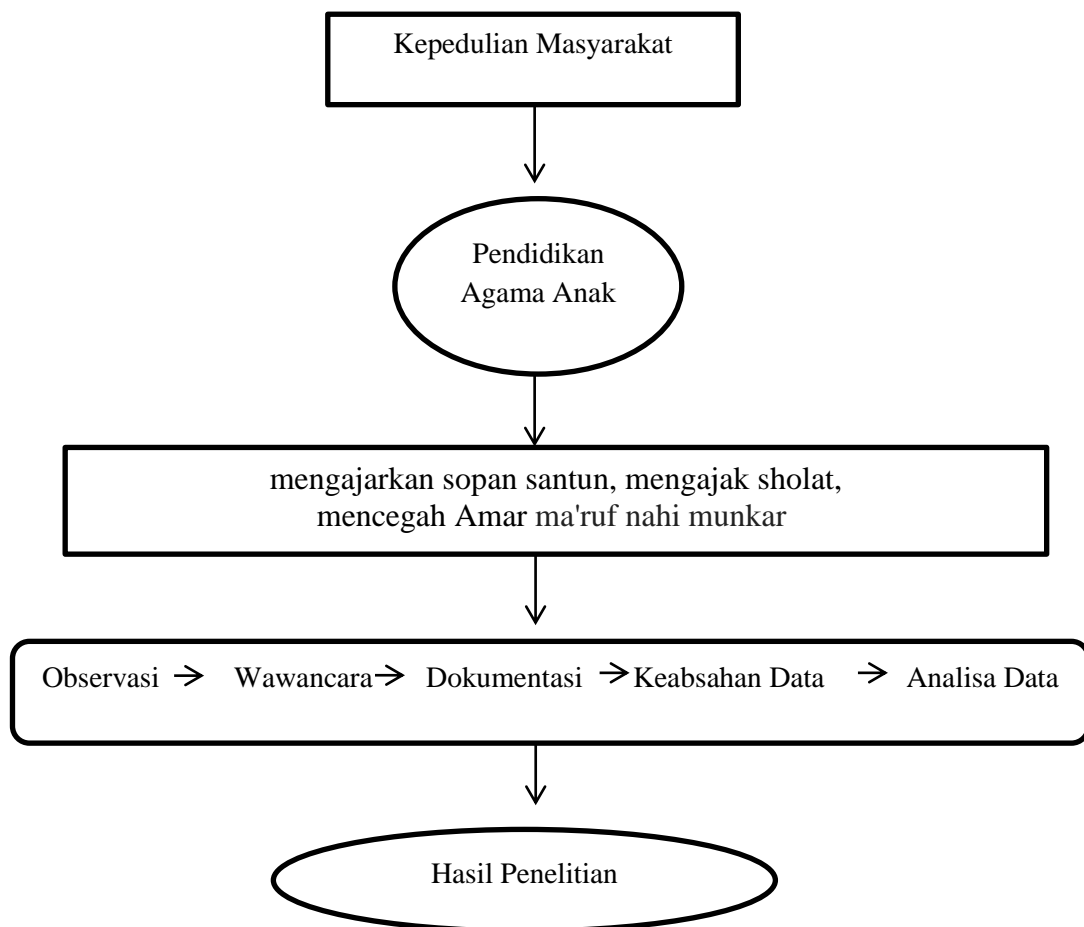 Kepedulian Masyarakat
Pendidikan
Agama Anak
mengajarkan sopan santun, mengajak sholat,
mencegah Amar ma'ruf nahi munkar
Observasi → Wawancara → Dokumentasi → Keabsahan Data → Analisa Data
Hasil Penelitian